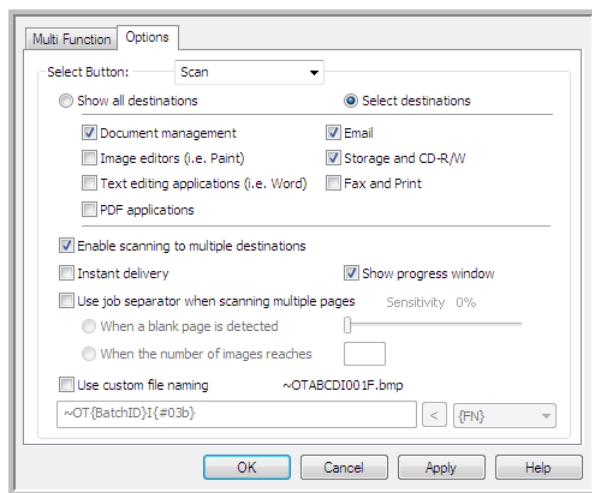 Multi Function Options
Select Button: Scan
Show all destinations Select destinations
Document management Email
Image editors (i.e. Paint) Storage and CD-R/W
Text editing applications (i.e. Word) Fax and Print
PDF applications
Enable scanning to multiple destinations
Instant delivery Show progress window
Use job separator when scanning multiple pages Sensitivity 0%
When a blank page is detected
When the number of images reaches
Use custom file naming ~OTABCDI001F.bmp
~OT{BatchID}I{#03b} < {FN}
OK Cancel Apply Help